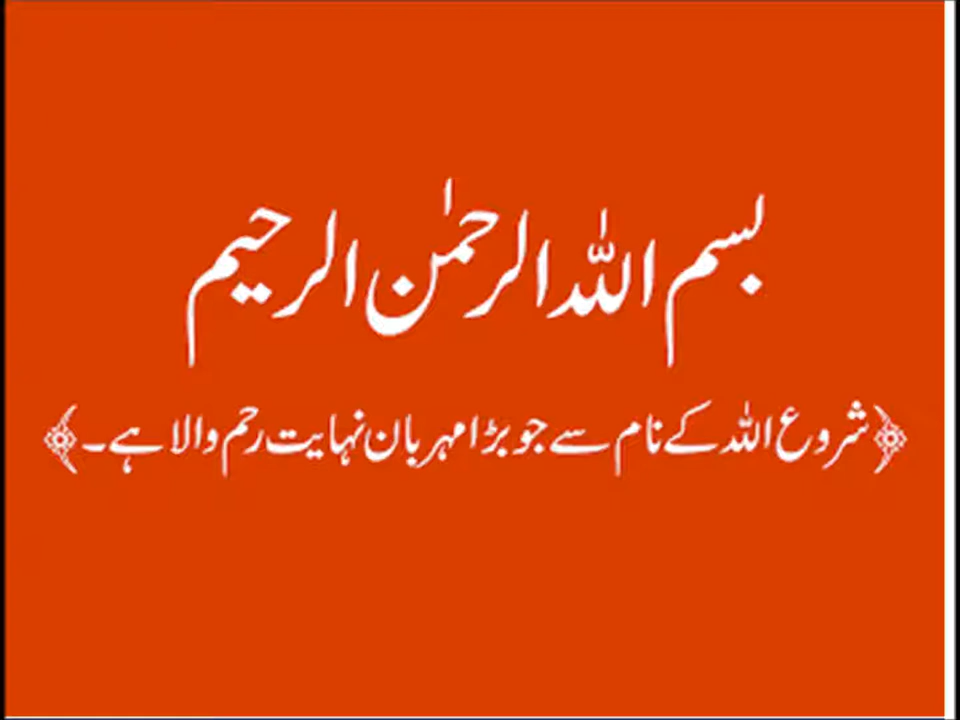 بسم اللہ الرحمٰن الرحیم
﴿شروع اللہ کے نام سے جو بڑا مہربان نہایت رحم والا ہے۔﴾